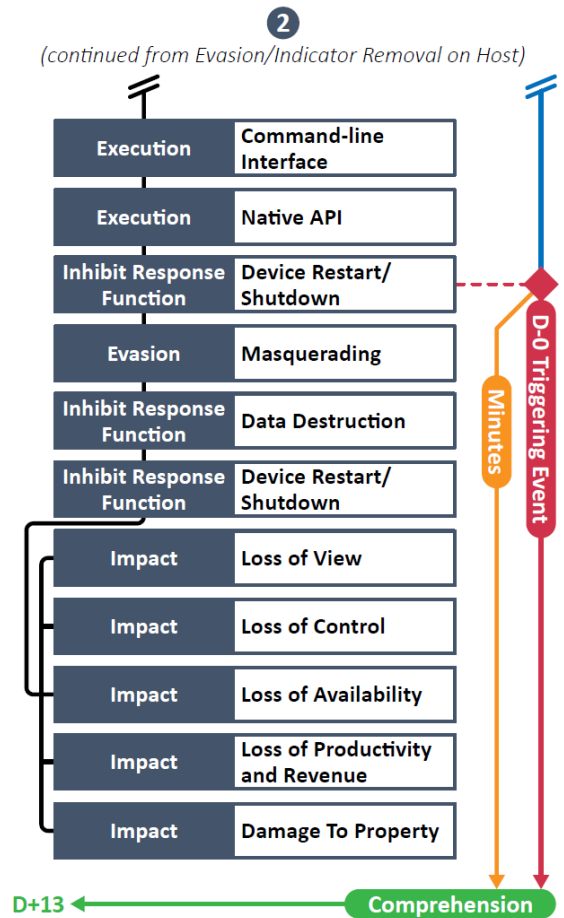 2
(continued from Evasion/Indicator Removal on Host)
Execution
Command-line
Interface
Execution
Native API
Inhibit Response
Function
Device Restart/
Shutdown
Evasion
Masquerading
Inhibit Response
Function
Data Destruction
Inhibit Response
Function
Device Restart/
Shutdown
Impact
Loss of View
Impact
Loss of Control
Impact
Loss of Availability
Impact
Loss of Productivity
and Revenue
Impact
Damage To Property
Minutes
D-0 Triggering Event
D+13
Comprehension